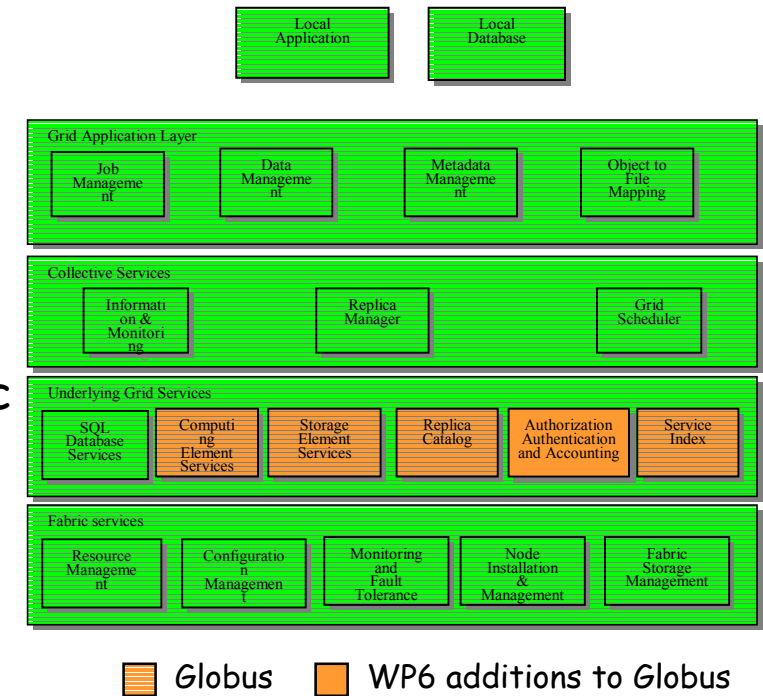 Local
Application
Local
Database
Grid Application Layer
Job
Manageme
nt
Data
Manageme
nt
Metadata
Manageme
nt
Object to
File
Mapping
Collective Services
Informati
on &
Monitori
ng
Replica
Manager
Grid
Scheduler
C
Underlying Grid Services
SQL
Database
Services
Computi
ng
Element
Services
Storage
Element
Services
Replica
Catalog
Authorization
Authentication
and Accounting
Service
Index
Fabric services
Resource
Manageme
nt
Configuratio
n
Managemen
t
Monitoring
and
Fault
Tolerance
Node
Installation
&
Management
Fabric
Storage
Management
Globus
WP6 additions to Globus